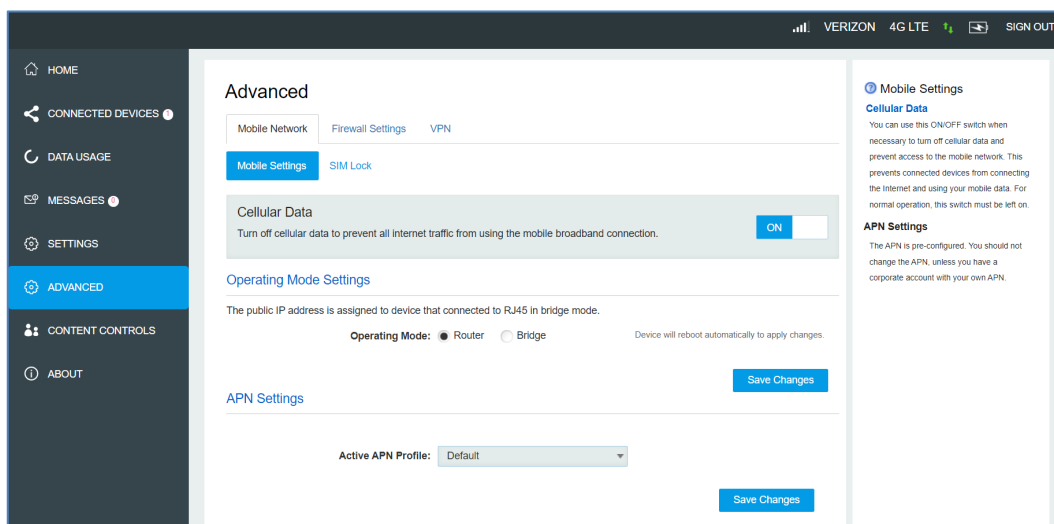 VERIZON 4G LTE SIGN OUT
HOME
CONNECTED DEVICES 1
DATA USAGE
MESSAGES
SETTINGS
ADVANCED
CONTENT CONTROLS
ABOUT
Advanced
Mobile Network Firewall Settings VPN
Mobile Settings SIM Lock
Cellular Data
Turn off cellular data to prevent all internet traffic from using the mobile broadband connection.
ON
Operating Mode Settings
The public IP address is assigned to device that connected to RJ45 in bridge mode.
Operating Mode: Router Bridge Device will reboot automatically to apply changes.
Save Changes
APN Settings
Active APN Profile: Default
Save Changes
Mobile Settings
Cellular Data
You can use this ON/OFF switch when
necessary to turn off cellular data and
prevent access to the mobile network. This
prevents connected devices from connecting
the Internet and using your mobile data. For
normal operation, this switch must be left on.
APN Settings
The APN is pre-configured. You should not
change the APN, unless you have a
corporate account with your own APN.